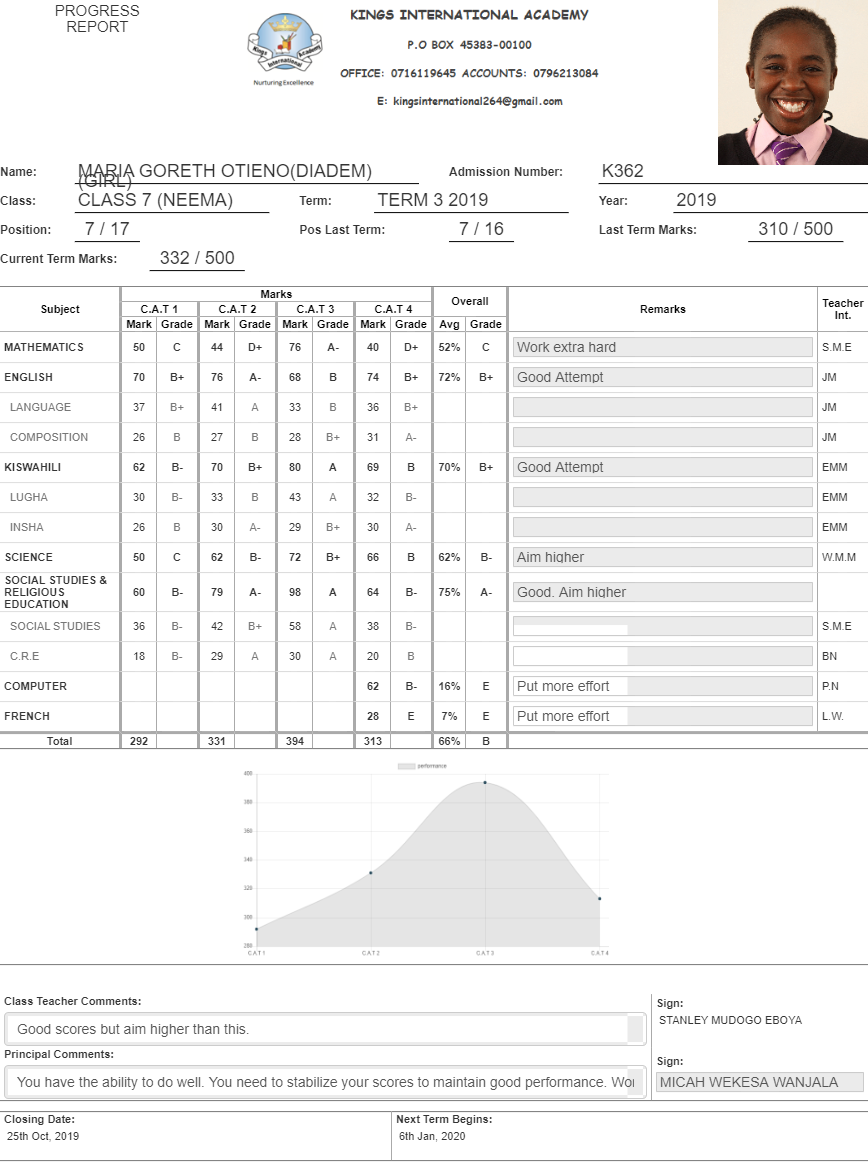 PROGRESS
REPORT
KINGS INTERNATIONAL ACADEMY
P.O BOX 45383-00100
OFFICE: 0716119645 ACCOUNTS: 0796213084
E: kingsinternational264@gmail.com
Kings International Academy
Nurturing Excellence
Name: MARIA GORETH OTIENO(DIADEM) (GIRL) Admission Number: K362
Class: CLASS 7 (NEEMA) Term: TERM 3 2019 Year: 2019
Position: 7 / 17 Pos Last Term: 7 / 16 Last Term Marks: 310 / 500
Current Term Marks: 332 / 500
Subject Marks Overall Remarks Teacher Int.
C.A.T 1 C.A.T 2 C.A.T 3 C.A.T 4
Mark Grade Mark Grade Mark Grade Mark Grade Avg Grade
MATHEMATICS 50 C 44 D+ 76 A- 40 D+ 52% C Work extra hard S.M.E
ENGLISH 70 B+ 76 A- 68 B 74 B+ 72% B+ Good Attempt JM
LANGUAGE 37 B+ 41 A 33 B 36 B+ JM
COMPOSITION 26 B 27 B 28 B+ 31 A- JM
KISWAHILI 62 B- 70 B+ 80 A 69 B 70% B+ Good Attempt EMM
LUGHA 30 B- 33 B 43 A 32 B- EMM
INSHA 26 B 30 A- 29 B+ 30 A- EMM
SCIENCE 50 C 62 B- 72 B+ 66 B 62% B- Aim higher W.M.M
SOCIAL STUDIES & RELIGIOUS EDUCATION 60 B- 79 A- 98 A 64 B- 75% A- Good. Aim higher
SOCIAL STUDIES 36 B- 42 B+ 58 A 38 B- S.M.E
C.R.E 18 B- 29 A 30 A 20 B BN
COMPUTER 62 B- 16% E Put more effort P.N
FRENCH 28 E 7% E Put more effort L.W.
Total 292 331 394 313 66% B
performance
400
380
360
340
320
300
280
CAT1 CAT2 CAT3 CAT4
Class Teacher Comments:
Good scores but aim higher than this.
Sign:
STANLEY MUDOGO EBOYA
Principal Comments:
You have the ability to do well. You need to stabilize your scores to maintain good performance.
Sign:
MICAH WEKESA WANJALA
Closing Date:
25th Oct, 2019
Next Term Begins:
6th Jan, 2020